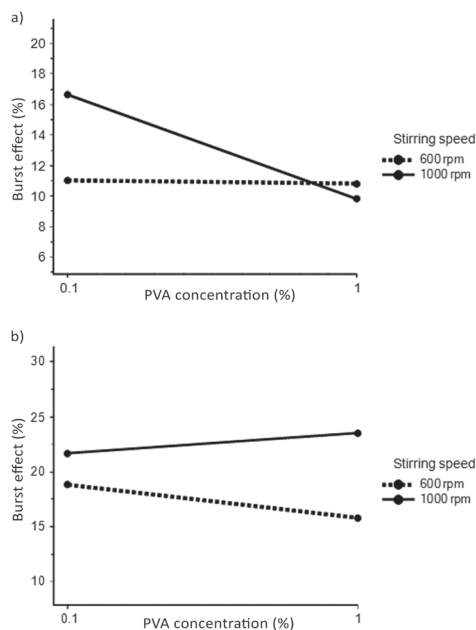 a)
Burst effect (%)
20
18
16
14
12
10
8
6
0.1
1
PVA concentration (%)
Stirring speed
600 rpm
1000 rpm
b)
Burst effect (%)
30
25
20
15
10
0.1
1
PVA concentration (%)
Stirring speed
600 rpm
1000 rpm